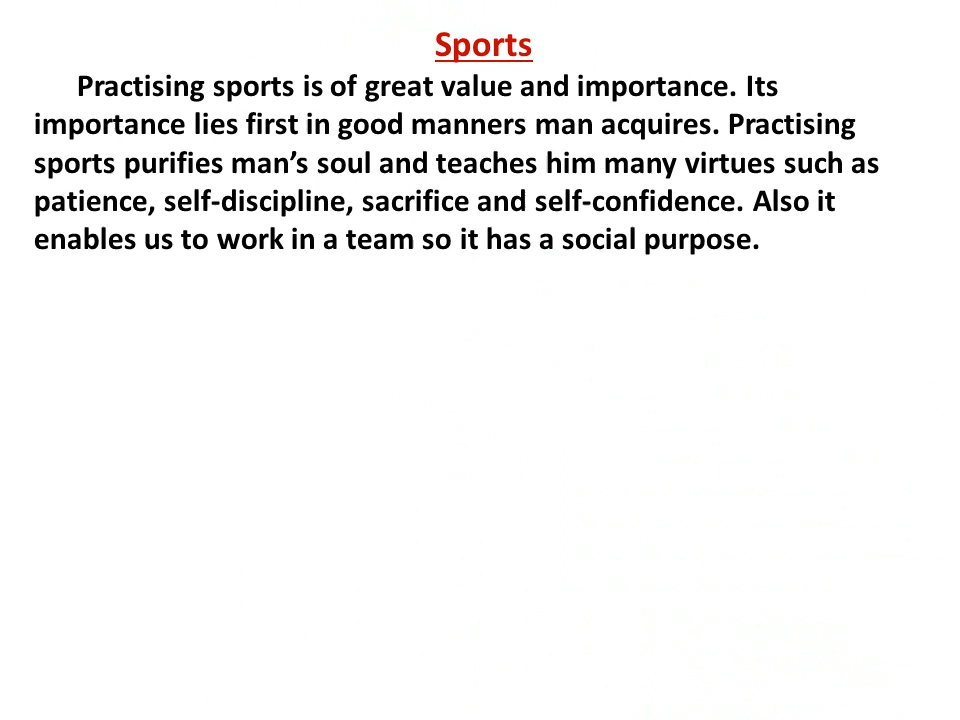 Sports
Practising sports is of great value and importance. Its
importance lies first in good manners man acquires. Practising
sports purifies man’s soul and teaches him many virtues such as
patience, self-discipline, sacrifice and self-confidence. Also it
enables us to work in a team so it has a social purpose.